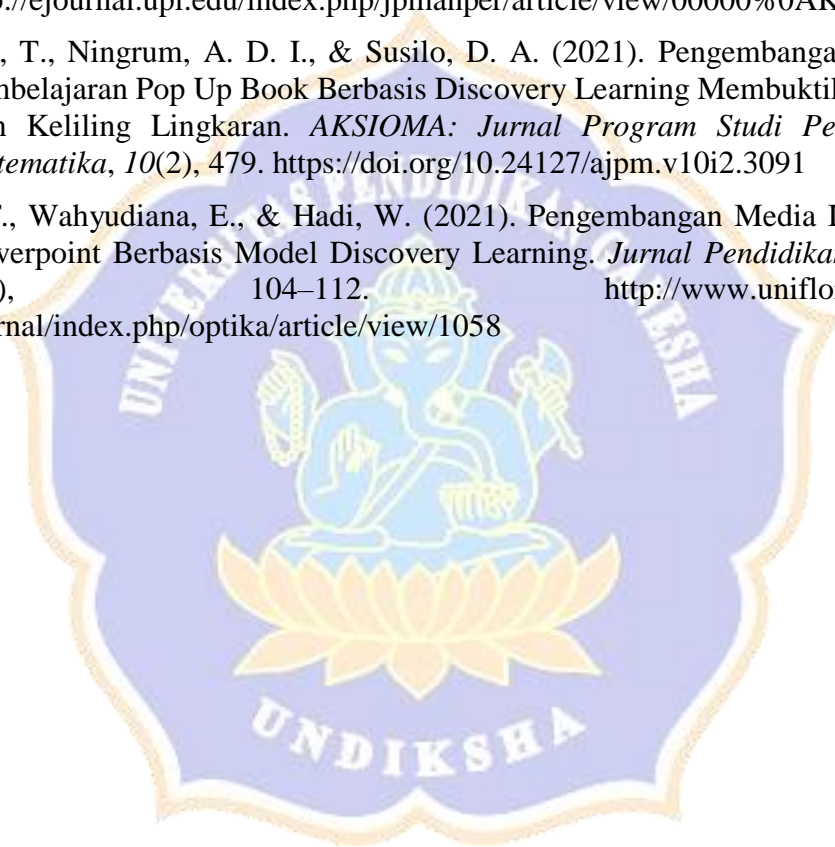 ://ejournal.upi.edu/index.php/jpmanper/article/view/00000%0AK
, T., Ningrum, A. D. I., & Susilo, D. A. (2021). Pengembanga
mbelajaran Pop Up Book Berbasis Discovery Learning Membuktik
n Keliling Lingkaran. AKSIOMA: Jurnal Program Studi Pe
tematika, 10(2), 479. https://doi.org/10.24127/ajpm.v10i2.3091
., Wahyudiana, E., & Hadi, W. (2021). Pengembangan Media I
verpoint Berbasis Model Discovery Learning. Jurnal Pendidikan
), 104–112. http://www.uniflo
rnal/index.php/optika/article/view/1058
UNIVERSITAS PENDIDIKAN GANESHA
UNDIKSHA